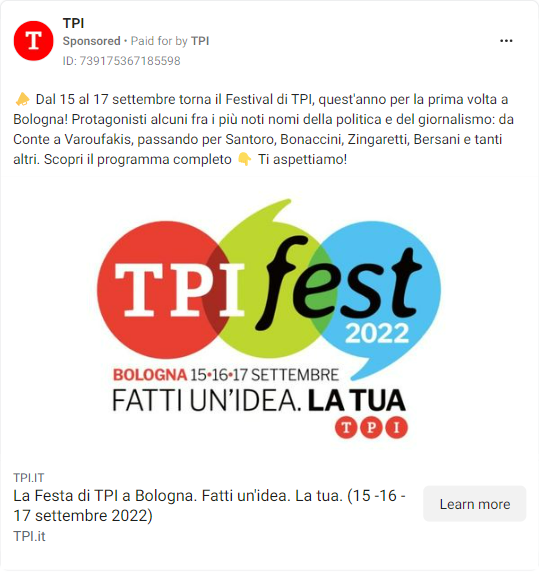 TPI
Sponsored • Paid for by TPI
ID: 739175367185598
📣 Dal 15 al 17 settembre torna il Festival di TPI, quest'anno per la prima volta a
Bologna! Protagonisti alcuni fra i più noti nomi della politica e del giornalismo: da
Conte a Varoufakis, passando per Santoro, Bonaccini, Zingaretti, Bersani e tanti
altri. Scopri il programma completo 👇 Ti aspettiamo!
TPI fest
2022
BOLOGNA 15•16•17 SETTEMBRE
FATTI UN'IDEA. LA TUA
TPI
TPI.IT
La Festa di TPI a Bologna. Fatti un'idea. La tua. (15 -16 -
17 settembre 2022)
TPI.it
Learn more